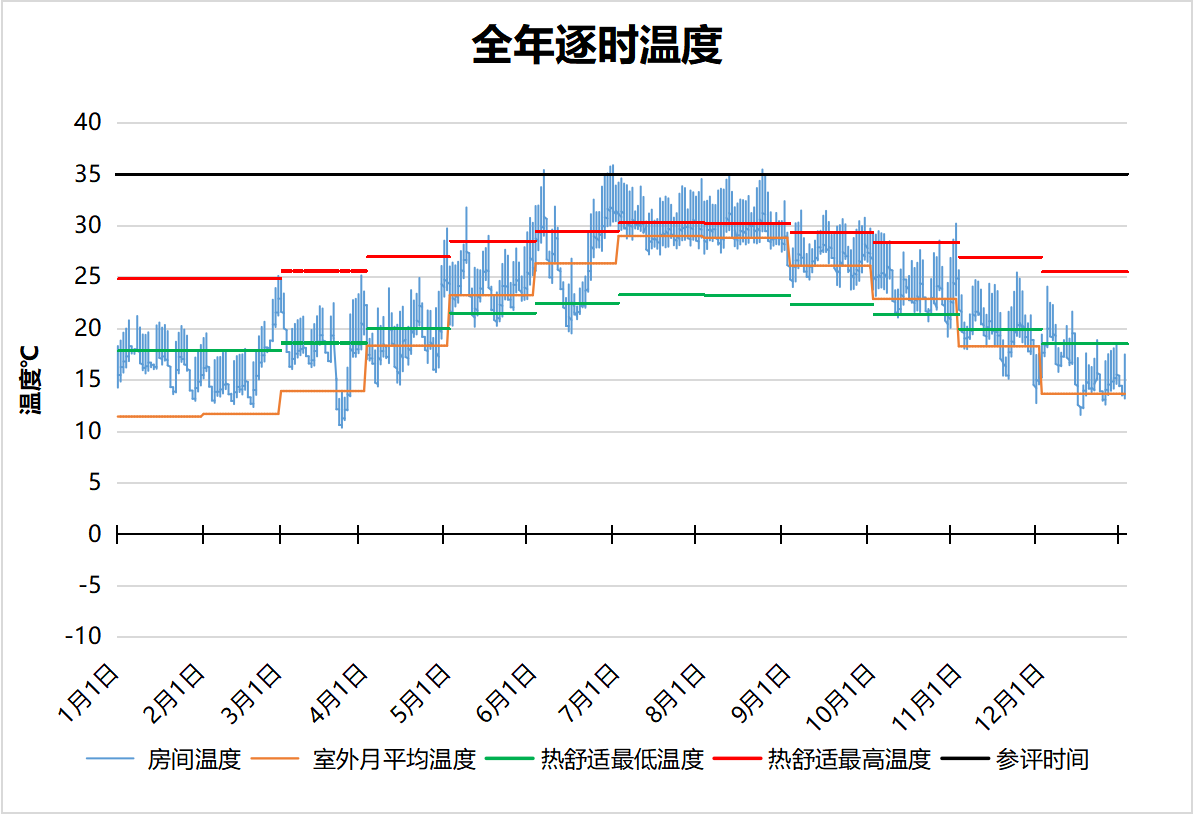 全年逐时温度
40
35
30
25
20
15
10
5
0
-5
-10
温度℃
1月1日
2月1日
3月1日
4月1日
5月1日
6月1日
7月1日
8月1日
9月1日
10月1日
11月1日
12月1日
房间温度 室外月平均温度 热舒适最低温度 热舒适最高温度 参评时间